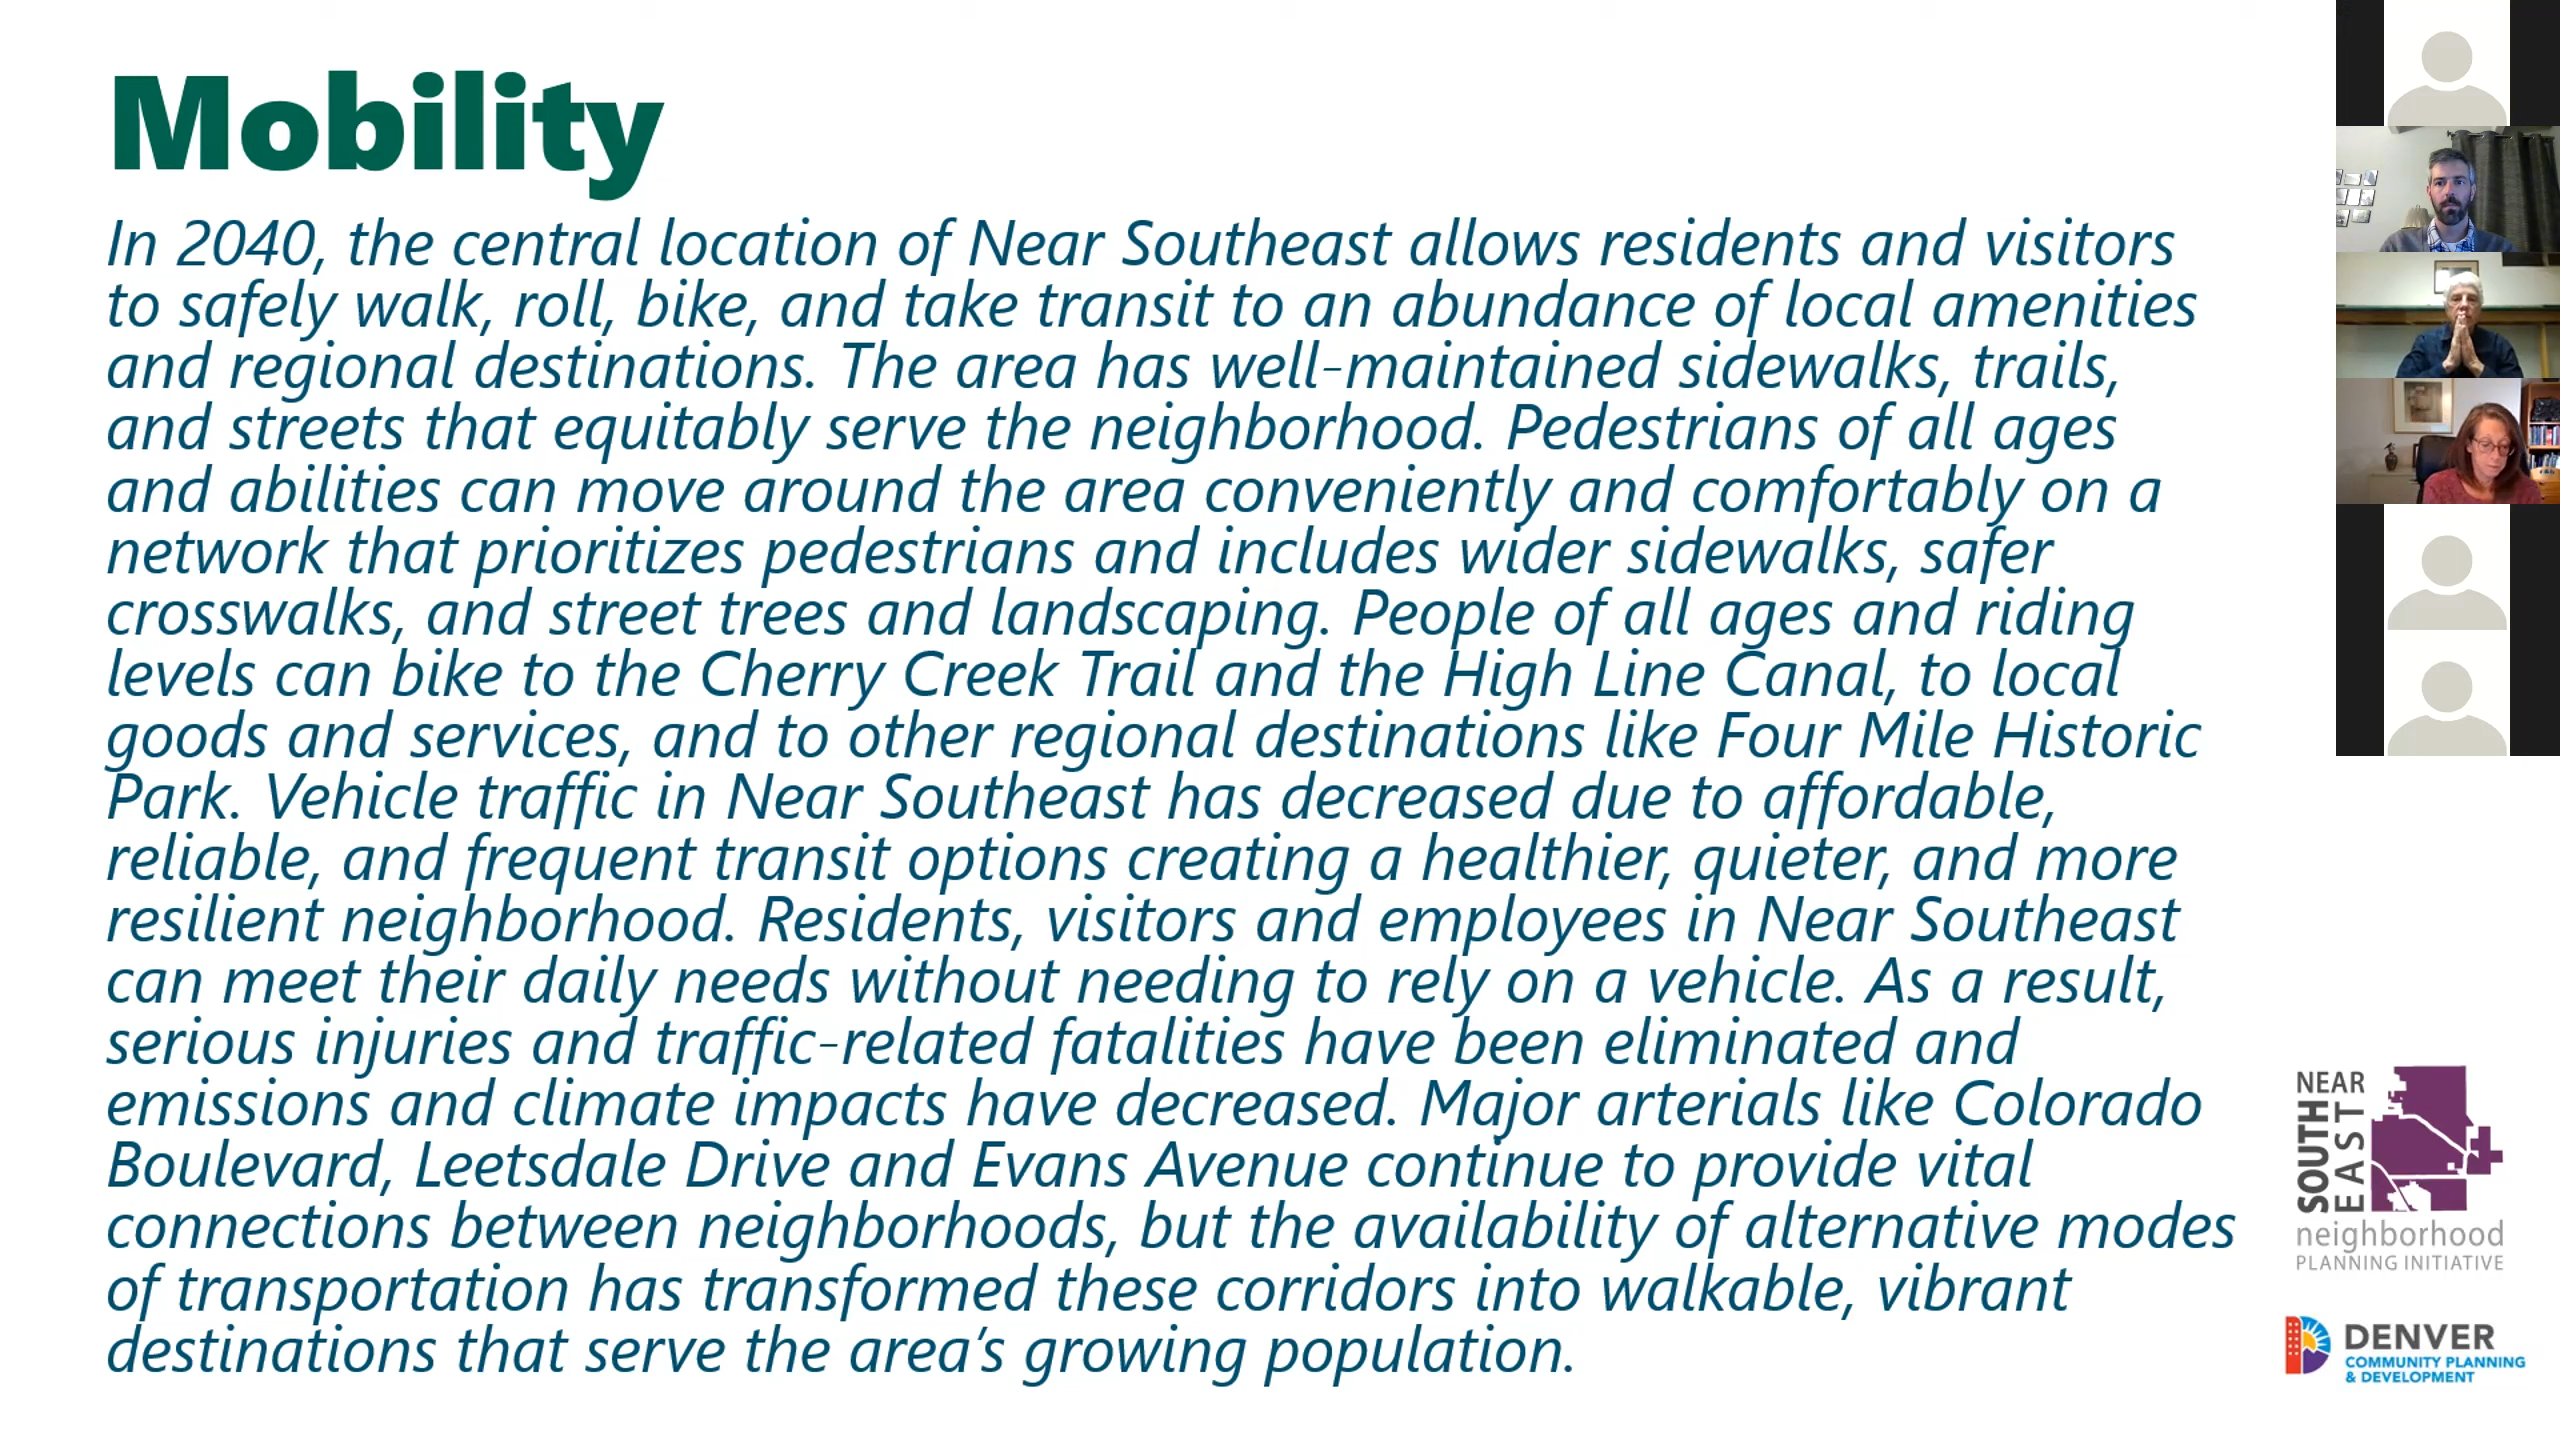 Mobility
In 2040, the central location of Near Southeast allows residents and visitors
to safely walk, roll, bike, and take transit to an abundance of local amenities
and regional destinations. The area has well-maintained sidewalks, trails,
and streets that equitably serve the neighborhood. Pedestrians of all ages
and abilities can move around the area conveniently and comfortably on a
network that prioritizes pedestrians and includes wider sidewalks, safer
crosswalks, and street trees and landscaping. People of all ages and riding
levels can bike to the Cherry Creek Trail and the High Line Canal, to local
goods and services, and to other regional destinations like Four Mile Historic
Park. Vehicle traffic in Near Southeast has decreased due to affordable,
reliable, and frequent transit options creating a healthier, quieter, and more
resilient neighborhood. Residents, visitors and employees in Near Southeast
can meet their daily needs without needing to rely on a vehicle. As a result,
serious injuries and traffic-related fatalities have been eliminated and
emissions and climate impacts have decreased. Major arterials like Colorado
Boulevard, Leetsdale Drive and Evans Avenue continue to provide vital
connections between neighborhoods, but the availability of alternative modes
of transportation has transformed these corridors into walkable, vibrant
destinations that serve the area's growing population.
NEAR
SOUTH
EAST
neighborhood
PLANNING INITIATIVE
DENVER
COMMUNITY PLANNING
& DEVELOPMENT